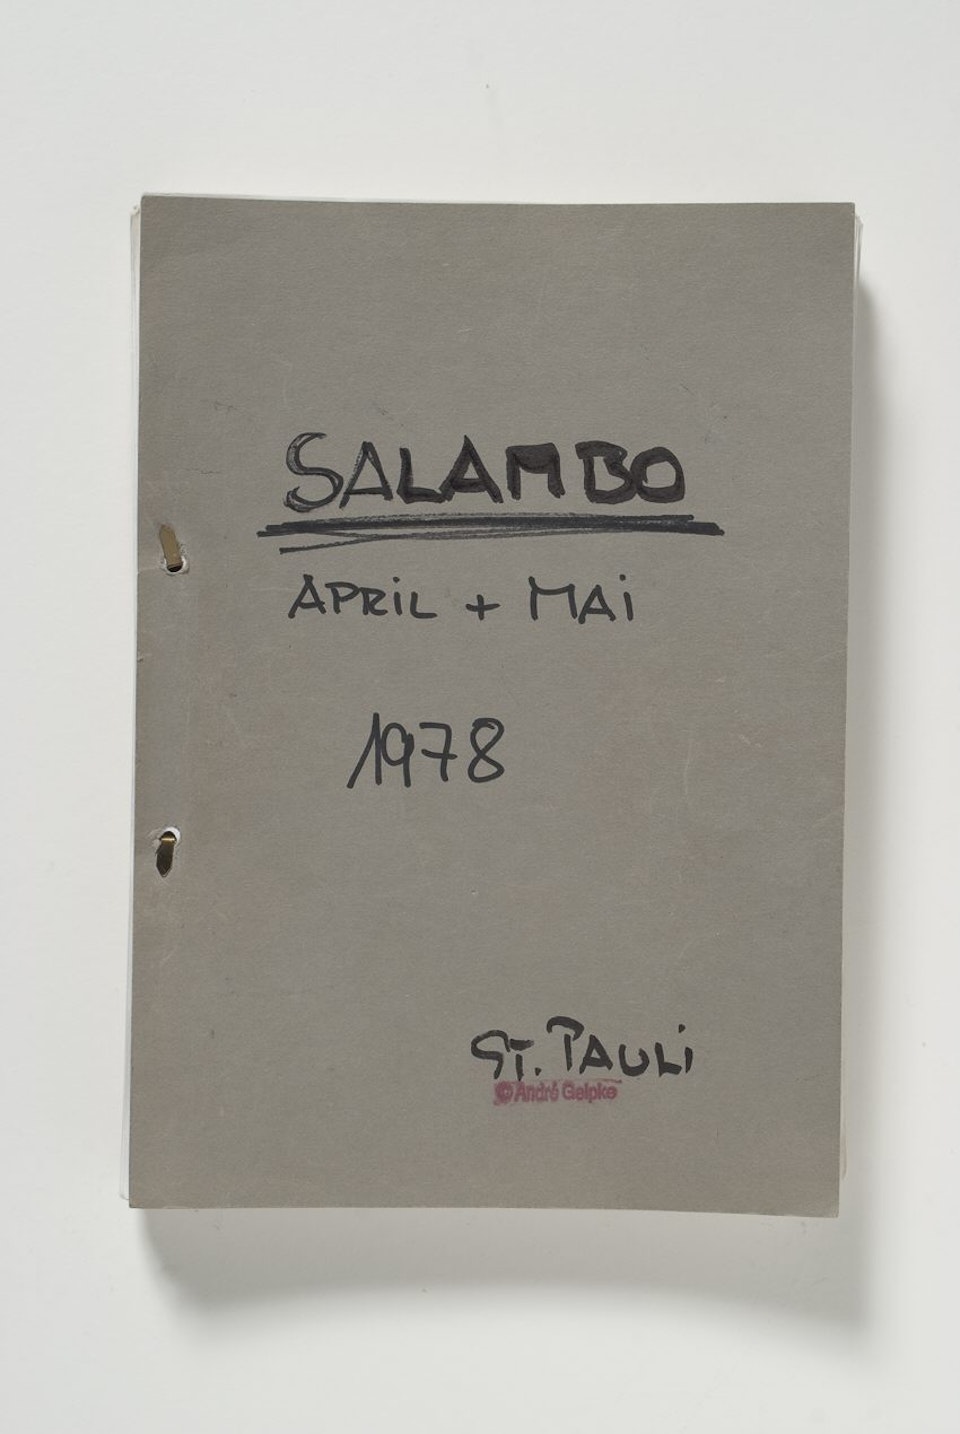 SALAMBO
APRiL + MAi
1978
ST. PAULi
© André Gelpke